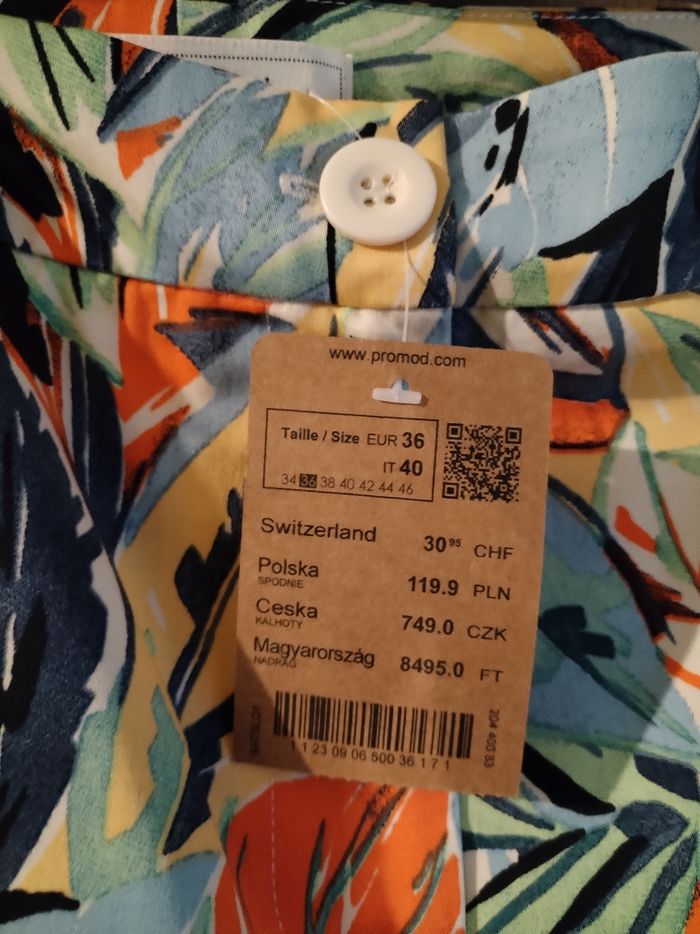 www.promod.com
Taille / Size EUR 36
IT 40
34 36 38 40 42 44 46
Switzerland 30 95 CHF
Polska 119.9 PLN
SPODNIE
Ceska 749.0 CZK
KALHOTY
Magyarország 8495.0 FT
NADRÁG
1 1 23 09 06 500 36 1 7 1